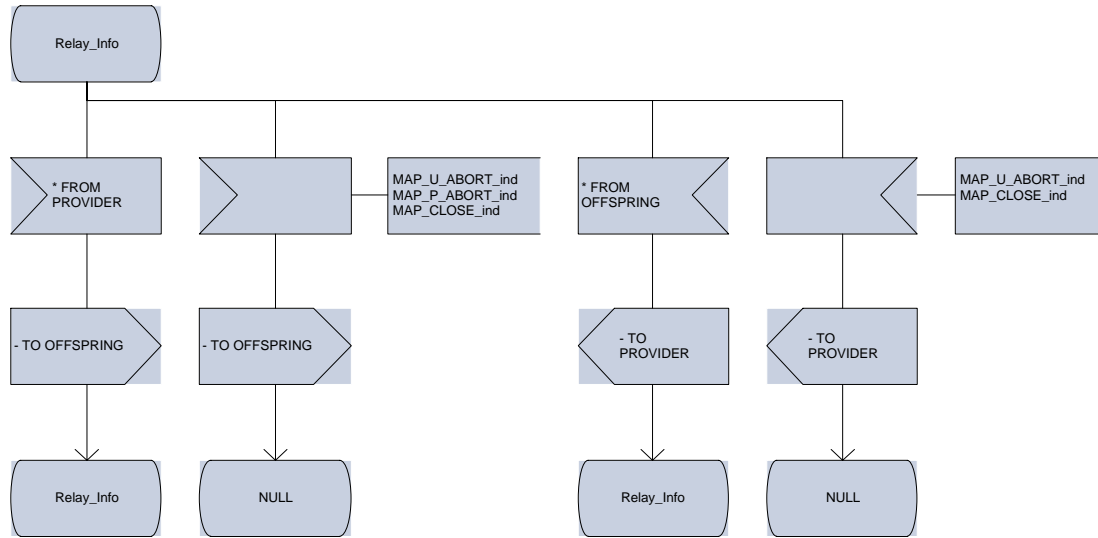 Relay_Info
* FROM
PROVIDER
MAP_U_ABORT_ind
MAP_P_ABORT_ind
MAP_CLOSE_ind
* FROM
OFFSPRING
MAP_U_ABORT_ind
MAP_CLOSE_ind
- TO OFFSPRING
- TO OFFSPRING
- TO
PROVIDER
- TO
PROVIDER
Relay_Info
NULL
Relay_Info
NULL